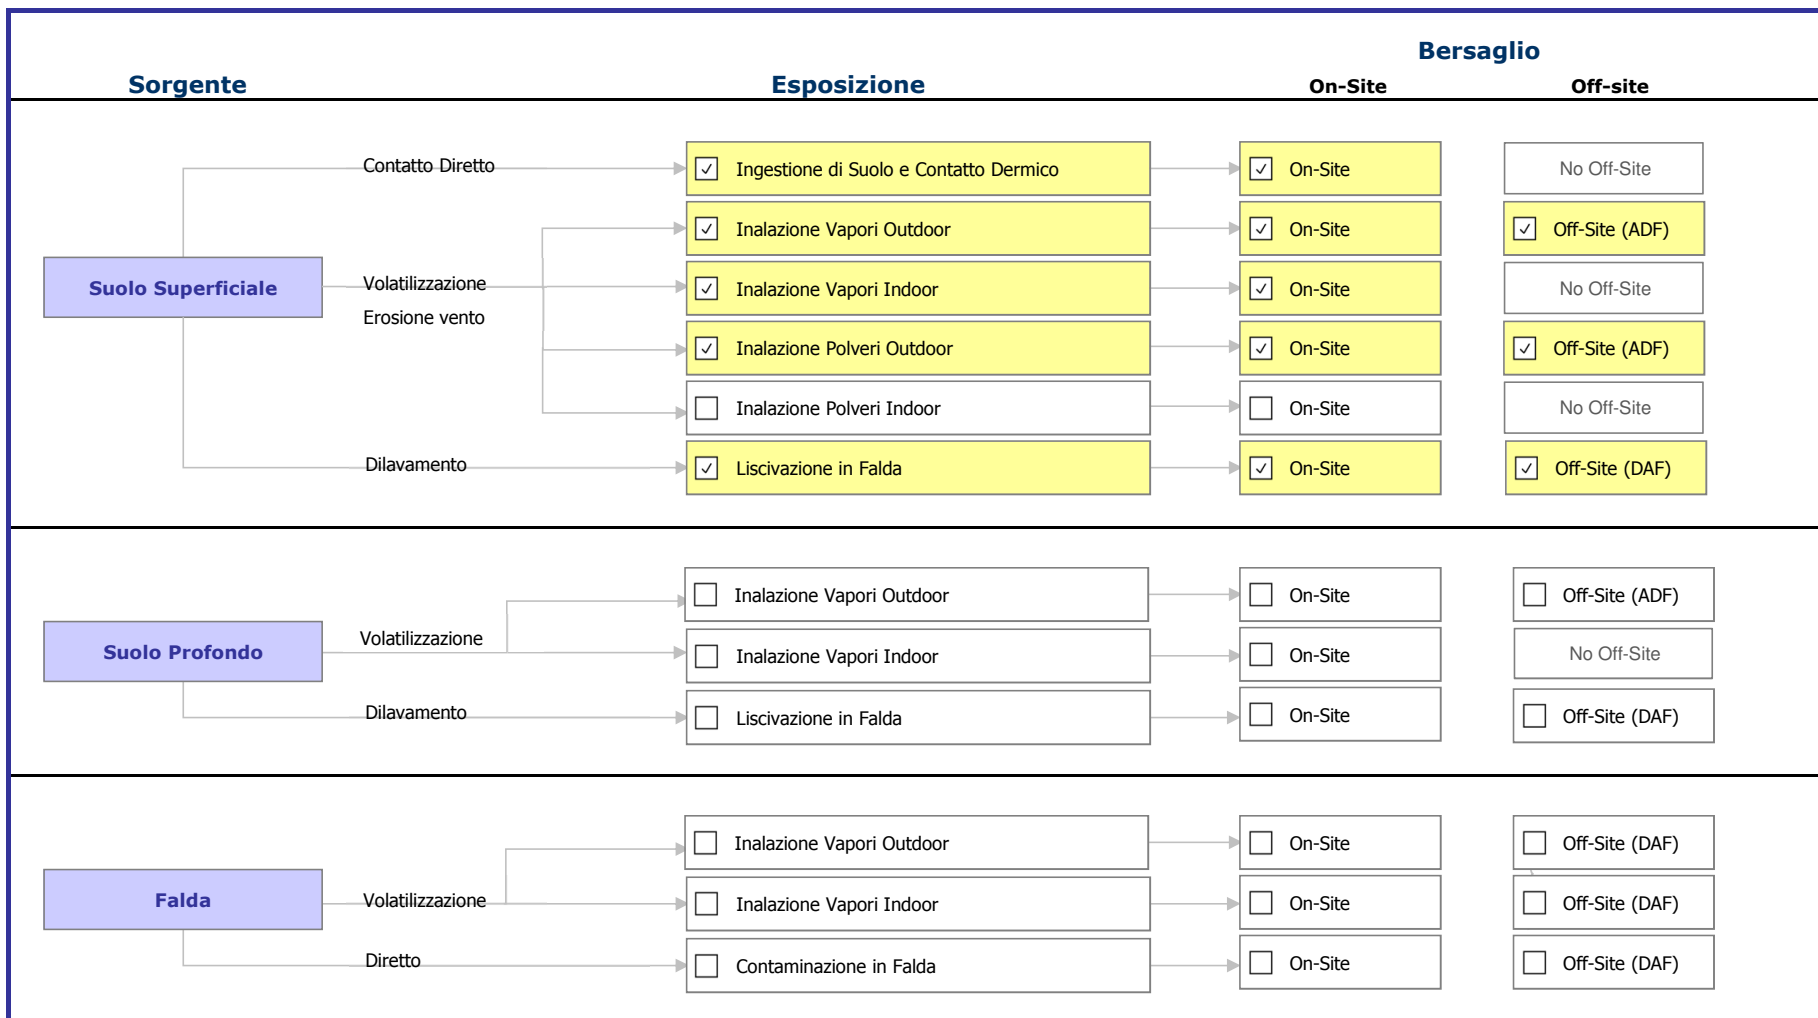 Bersaglio
Sorgente Esposizione On-Site Off-site
Contatto Diretto Ingestione di Suolo e Contatto Dermico On-Site No Off-Site
Inalazione Vapori Outdoor On-Site Off-Site (ADF)
Suolo Superficiale Volatilizzazione Inalazione Vapori Indoor On-Site No Off-Site
Erosione vento
Inalazione Polveri Outdoor On-Site Off-Site (ADF)
Inalazione Polveri Indoor On-Site No Off-Site
Dilavamento Liscivazione in Falda On-Site Off-Site (DAF)
Inalazione Vapori Outdoor On-Site Off-Site (ADF)
Suolo Profondo Volatilizzazione Inalazione Vapori Indoor On-Site No Off-Site
Dilavamento Liscivazione in Falda On-Site Off-Site (DAF)
Inalazione Vapori Outdoor On-Site Off-Site (DAF)
Falda Volatilizzazione Inalazione Vapori Indoor On-Site Off-Site (DAF)
Diretto Contaminazione in Falda On-Site Off-Site (DAF)